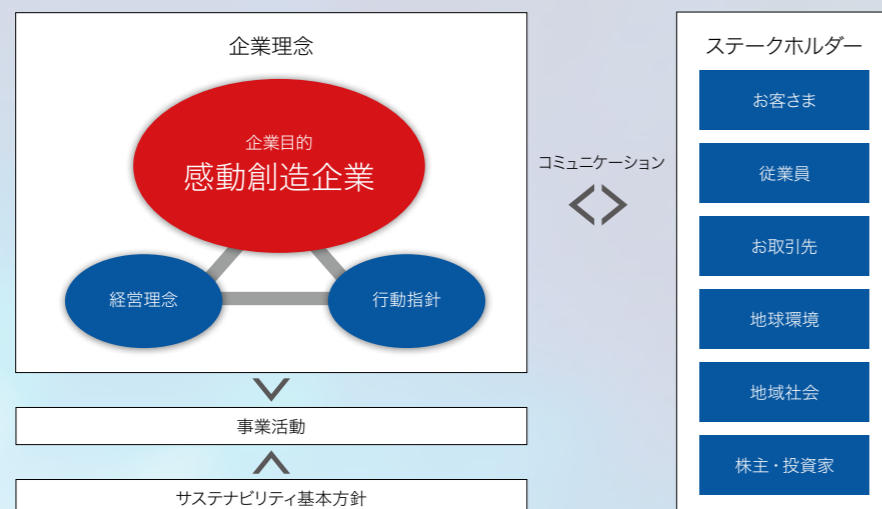 企業理念
企業目的
感動創造企業
経営理念
行動指針
事業活動
サステナビリティ基本方針
コミュニケーション
ステークホルダー
お客さま
従業員
お取引先
地球環境
地域社会
株主・投資家